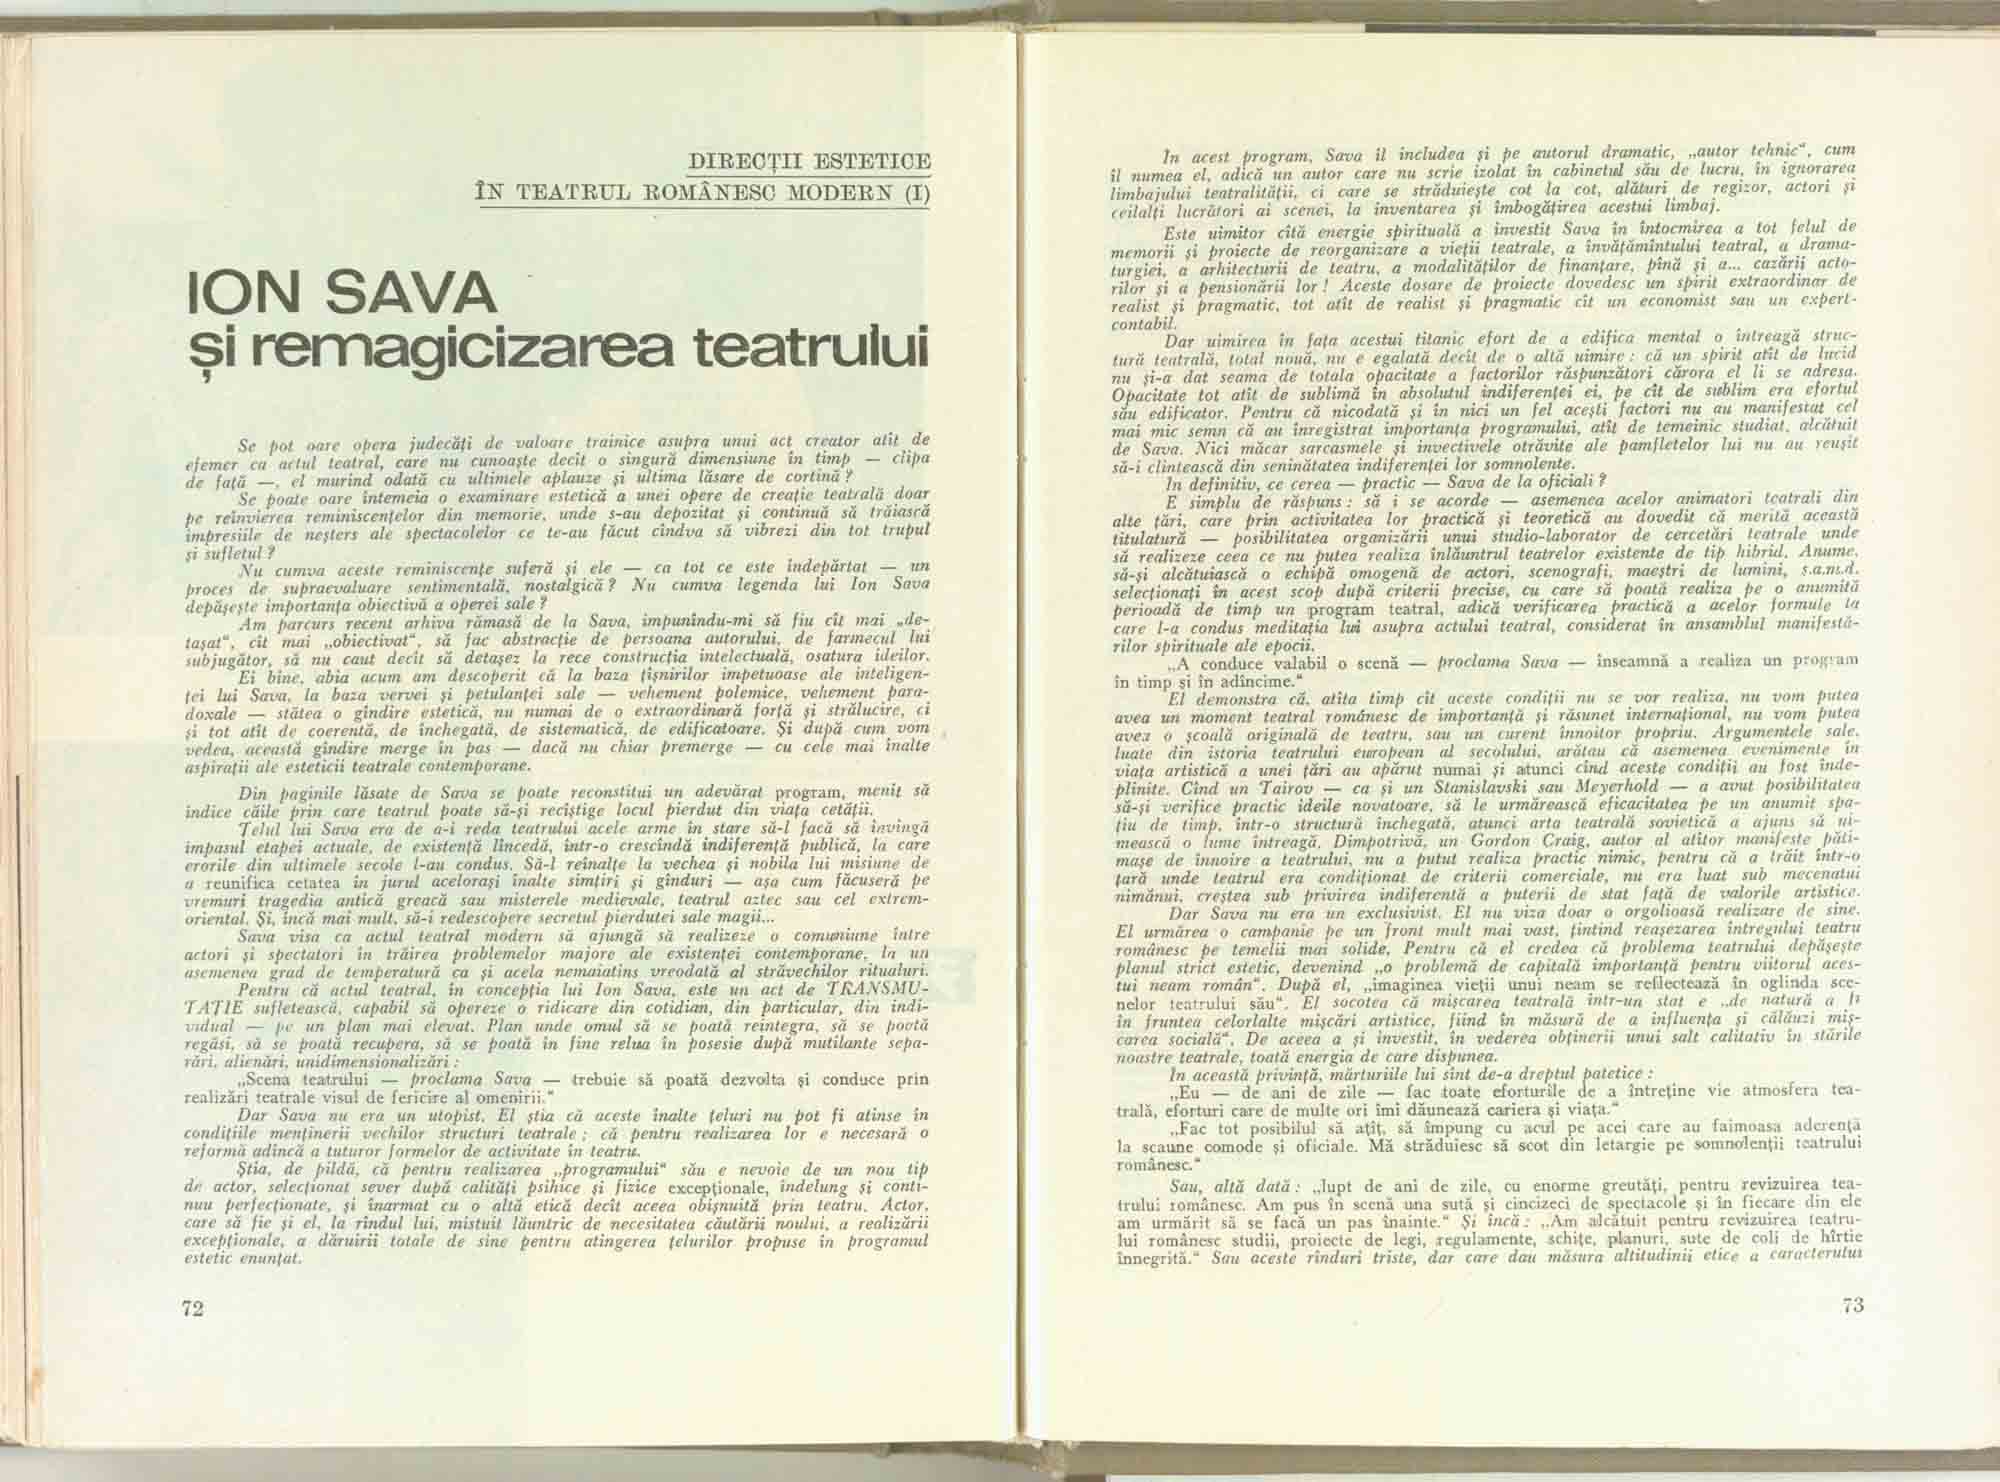 DIRECȚII ESTETICE
ÎN TEATRUL ROMÂNESC MODERN (I)
ION SAVA
și remagicizarea teatrului
Se pot oare opera judecăți de valoare trainice asupra unui act creator atît de
efemer ca actul teatral, care nu cunoaște decît o singură dimensiune în timp — clipa
de față —, el murind odată cu ultimele aplauze și ultima lăsare de cortină ?
Se poate oare întemeia o examinare estetică a unei opere de creație teatrală doar
pe reînvierea reminiscențelor din memorie, unde s-au depozitat și continuă să trăiască
impresiile de neșters ale spectacolelor ce te-au făcut cîndva să vibrezi din tot trupul
și sufletul ?
Nu cumva aceste reminiscențe suferă și ele — ca tot ce este îndepărtat — un
proces de supraevaluare sentimentală, nostalgică ? Nu cumva legenda lui Ion Sava
depășește importanța obiectivă a operei sale ?
Am parcurs recent arhiva rămasă de la Sava, impunîndu-mi să fiu cît mai „de-
tașat“, cît mai „obiectivat“, să fac abstracție de persoana autorului, de farmecul lui
subjugător, să nu caut decît să detașez la rece construcția intelectuală, osatura ideilor.
Ei bine, abia acum am descoperit că la baza țîșnirilor impetuoase ale inteligen-
ței lui Sava, la baza vervei și petulanței sale — vehement polemice, vehement para-
doxale — stătea o gîndire estetică, nu numai de o extraordinară forță și strălucire, ci
și tot atît de coerentă, de închegată, de sistematică, de edificatoare. Și după cum vom
vedea, această gîndire merge în pas — dacă nu chiar premerge — cu cele mai înalte
aspirații ale esteticii teatrale contemporane.
Din paginile lăsate de Sava se poate reconstitui un adevărat program, menit să
indice căile prin care teatrul poate să-și recîștige locul pierdut din viața cetății.
Țelul lui Sava era de a-i reda teatrului acele arme în stare să-l facă să învingă
impasul etapei actuale, de existență lîncedă, într-o crescîndă indiferență publică, la care
erorile din ultimele secole l-au condus. Să-l reînalțe la vechea și nobila lui misiune de
a reunifica cetatea în jurul acelorași înalte simțiri și gînduri — așa cum făcuseră pe
vremuri tragedia antică greacă sau misterele medievale, teatrul aztec sau cel extrem-
oriental. Și, încă mai mult, să-i redescopere secretul pierdutei sale magii...
Sava visa ca actul teatral modern să ajungă să realizeze o comuniune între
actori și spectatori în trăirea problemelor majore ale existenței contemporane, la un
asemenea grad de temperatură ca și acela nemaiatins vreodată al străvechilor ritualuri.
Pentru că actul teatral, în concepția lui Ion Sava, este un act de TRANSMU-
TAȚIE sufletească, capabil să opereze o ridicare din cotidian, din particular, din indi-
vidual — pe un plan mai elevat. Plan unde omul să se poată reintegra, să se poată
regăsi, să se poată recupera, să se poată în fine relua în posesie după mutilante sepa-
rări, alienări, unidimensionalizări :
„Scena teatrului — proclama Sava — trebuie să poată dezvolta și conduce prin
realizări teatrale visul de fericire al omenirii.“
Dar Sava nu era un utopist. El știa că aceste înalte țeluri nu pot fi atinse în
condițiile menținerii vechilor structuri teatrale ; că pentru realizarea lor e necesară o
reformă adîncă a tuturor formelor de activitate în teatru.
Știa, de pildă, că pentru realizarea „programului“ său e nevoie de un nou tip
de actor, selecționat sever după calități psihice și fizice excepționale, îndelung și conti-
nuu perfecționate, și înarmat cu o altă etică decît aceea obișnuită prin teatru. Actor,
care să fie și el, la rîndul lui, mistuit lăuntric de necesitatea căutării noului, a realizării
excepționale, a dăruirii totale de sine pentru atingerea țelurilor propuse în programul
estetic enunțat.
72
În acest program, Sava îl includea și pe autorul dramatic, „autor tehnic“, cum
îl numea el, adică un autor care nu scrie izolat în cabinetul său de lucru, în ignorarea
limbajului teatralității, ci care se străduiește cot la cot, alături de regizor, actori și
ceilalți lucrători ai scenei, la inventarea și îmbogățirea acestui limbaj.
Este uimitor cîtă energie spirituală a investit Sava în întocmirea a tot felul de
memorii și proiecte de reorganizare a vieții teatrale, a învățămîntului teatral, a drama-
turgiei, a arhitecturii de teatru, a modalităților de finanțare, pînă și a... cazării acto-
rilor și a pensionării lor ! Aceste dosare de proiecte dovedesc un spirit extraordinar de
realist și pragmatic, tot atît de realist și pragmatic cît un economist sau un expert-
contabil.
Dar uimirea în fața acestui titanic efort de a edifica mental o întreagă struc-
tură teatrală, total nouă, nu e egalată decît de o altă uimire : că un spirit atît de lucid
nu și-a dat seama de totala opacitate a factorilor răspunzători cărora el li se adresa.
Opacitate tot atît de sublimă în absolutul indiferenței ei, pe cît de sublim era efortul
său edificator. Pentru că nicodată și în nici un fel acești factori nu au manifestat cel
mai mic semn că au înregistrat importanța programului, atît de temeinic studiat, alcătuit
de Sava. Nici măcar sarcasmele și invectivele otrăvite ale pamfletelor lui nu au reușit
să-i clintească din seninătatea indiferenței lor somnolente.
În definitiv, ce cerea — practic — Sava de la oficiali ?
E simplu de răspuns : să i se acorde — asemenea acelor animatori teatrali din
alte țări, care prin activitatea lor practică și teoretică au dovedit că merită această
titulatură — posibilitatea organizării unui studio-laborator de cercetări teatrale unde
să realizeze ceea ce nu putea realiza înlăuntrul teatrelor existente de tip hibrid. Anume,
să-și alcătuiască o echipă omogenă de actori, scenografi, maeștri de lumini, s.a.m.d.
selecționați în acest scop după criterii precise, cu care să poată realiza pe o anumită
perioadă de timp un program teatral, adică verificarea practică a acelor formule la
care l-a condus meditația lui asupra actului teatral, considerat în ansamblul manifestă-
rilor spirituale ale epocii.
„A conduce valabil o scenă — proclama Sava — înseamnă a realiza un program
în timp și în adîncime.“
El demonstra că, atîta timp cît aceste condiții nu se vor realiza, nu vom putea
avea un moment teatral românesc de importanță și răsunet internațional, nu vom putea
avea o școală originală de teatru, sau un curent înnoitor propriu. Argumentele sale,
luate din istoria teatrului european al secolului, arătau că asemenea evenimente în
viața artistică a unei țări au apărut numai și atunci cînd aceste condiții au fost înde-
plinite. Cînd un Tairov — ca și un Stanislavski sau Meyerhold — a avut posibilitatea
să-și verifice practic ideile novatoare, să le urmărească eficacitatea pe un anumit spa-
țiu de timp, într-o structură închegată, atunci arta teatrală sovietică a ajuns să ui-
mească o lume întreagă. Dimpotrivă, un Gordon Craig, autor al atîtor manifeste păti-
mașe de înnoire a teatrului, nu a putut realiza practic nimic, pentru că a trăit într-o
țară unde teatrul era condiționat de criterii comerciale, nu era luat sub mecenatui
nimănui, creștea sub privirea indiferentă a puterii de stat față de valorile artistice.
Dar Sava nu era un exclusivist. El nu viza doar o orgolioasă realizare de sine.
El urmărea o campanie pe un front mult mai vast, țintind reașezarea întregului teatru
românesc pe temelii mai solide. Pentru că el credea că problema teatrului depășește
planul strict estetic, devenind „o problemă de capitală importanță pentru viitorul aces-
tui neam român“. După el, „imaginea vieții unui neam se reflectează în oglinda sce-
nelor teatrului său“. El socotea că mișcarea teatrală într-un stat e „de natură a fi
în fruntea celorlalte mișcări artistice, fiind în măsură de a influența și călăuzi miș-
carea socială“. De aceea a și investit, în vederea obținerii unui salt calitativ în stările
noastre teatrale, toată energia de care dispunea.
În această privință, mărturiile lui sînt de-a dreptul patetice :
„Eu — de ani de zile — fac toate eforturile de a întreține vie atmosfera tea-
trală, eforturi care de multe ori îmi dăunează cariera și viața.“
„Fac tot posibilul să ațîț, să împung cu acul pe acei care au faimoasa aderență
la scaune comode și oficiale. Mă străduiesc să scot din letargie pe somnolenții teatrului
românesc.“
Sau, altă dată : „lupt de ani de zile, cu enorme greutăți, pentru revizuirea tea-
trului românesc. Am pus în scenă una sută și cincizeci de spectacole și în fiecare din ele
am urmărit să se facă un pas înainte.“ Și încă : „Am alcătuit pentru revizuirea teatru-
lui românesc studii, proiecte de legi, regulamente, schițe, planuri, sute de coli de hîrtie
înnegrită.“ Sau aceste rînduri triste, dar care dau măsura altitudinii etice a caracterului
73